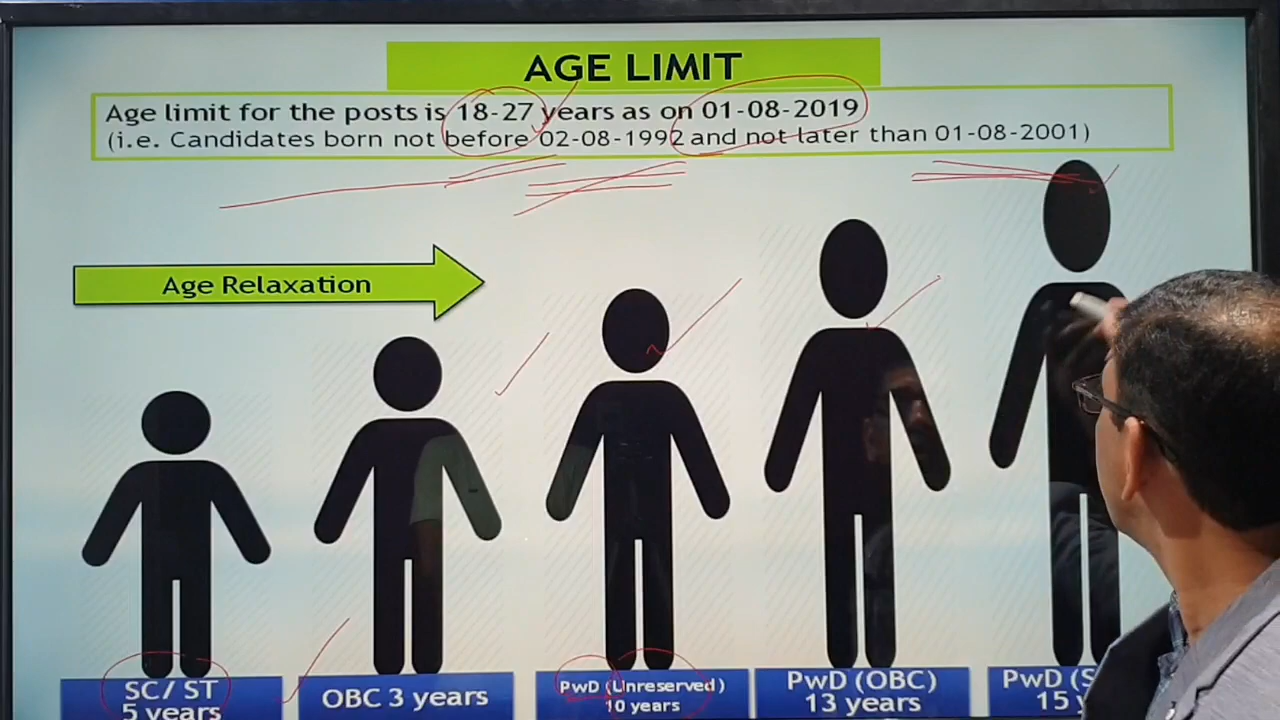 AGE LIMIT
Age limit for the posts is 18-27 years as on 01-08-2019
(i.e. Candidates born not before 02-08-1992 and not later than 01-08-2001)
Age Relaxation
SC/ ST
5 years
OBC 3 years
PwD (Unreserved)
10 years
PwD (OBC)
13 years
PwD (S
15 y